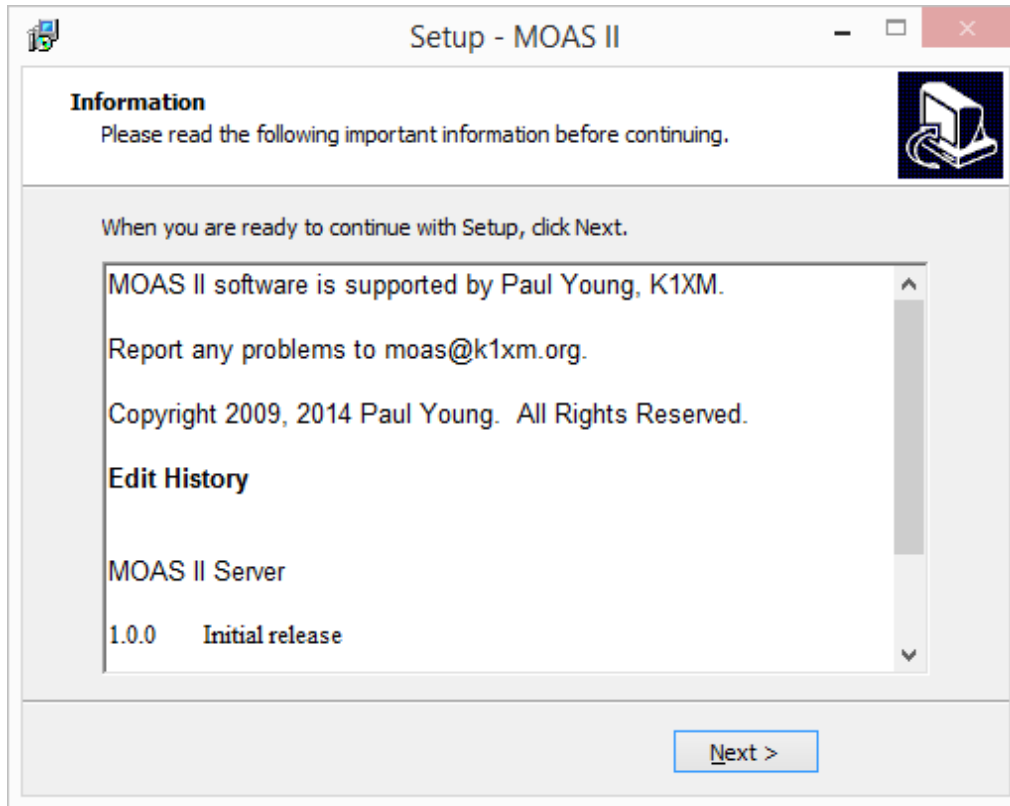 Setup - MOAS II
Information
Please read the following important information before continuing.
When you are ready to continue with Setup, click Next.
MOAS II software is supported by Paul Young, K1XM.
Report any problems to moas@k1xm.org.
Copyright 2009, 2014 Paul Young.  All Rights Reserved.
Edit History
MOAS II Server
1.0.0 Initial release
Next >